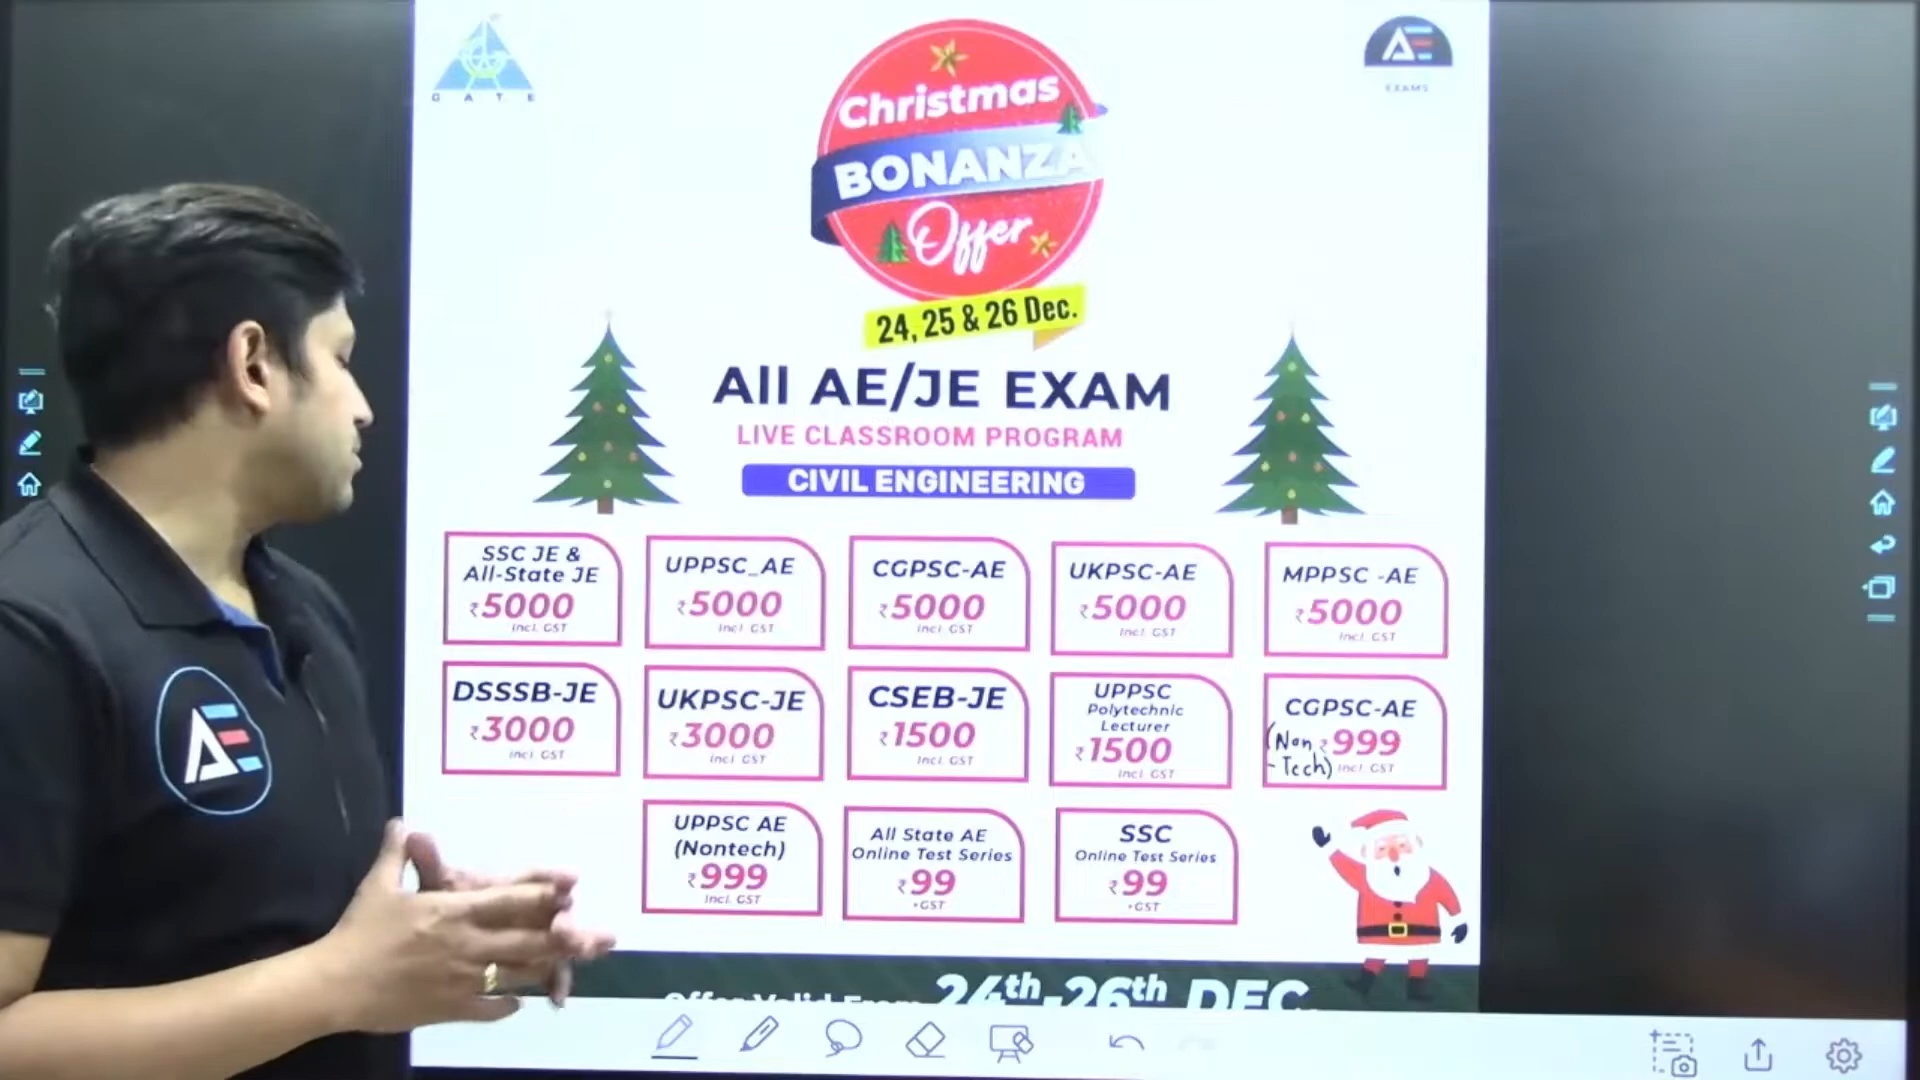 GATE
AE
EXAMS
Christmas
BONANZA
Offer
24, 25 & 26 Dec.
All AE/JE EXAM
LIVE CLASSROOM PROGRAM
CIVIL ENGINEERING
SSC JE &
All-State JE
₹5000
Incl. GST
UPPSC_AE
₹5000
Incl. GST
CGPSC-AE
₹5000
Incl. GST
UKPSC-AE
₹5000
Incl. GST
MPPSC -AE
₹5000
Incl. GST
DSSSB-JE
₹3000
Incl. GST
UKPSC-JE
₹3000
Incl. GST
CSEB-JE
₹1500
Incl. GST
UPPSC
Polytechnic
Lecturer
₹1500
Incl. GST
CGPSC-AE
(Non ₹999
-Tech) Incl. GST
UPPSC AE
(Nontech)
₹999
Incl. GST
All State AE
Online Test Series
₹99
+GST
SSC
Online Test Series
₹99
+GST
Offer Valid From 24th-26th DEC.
AE